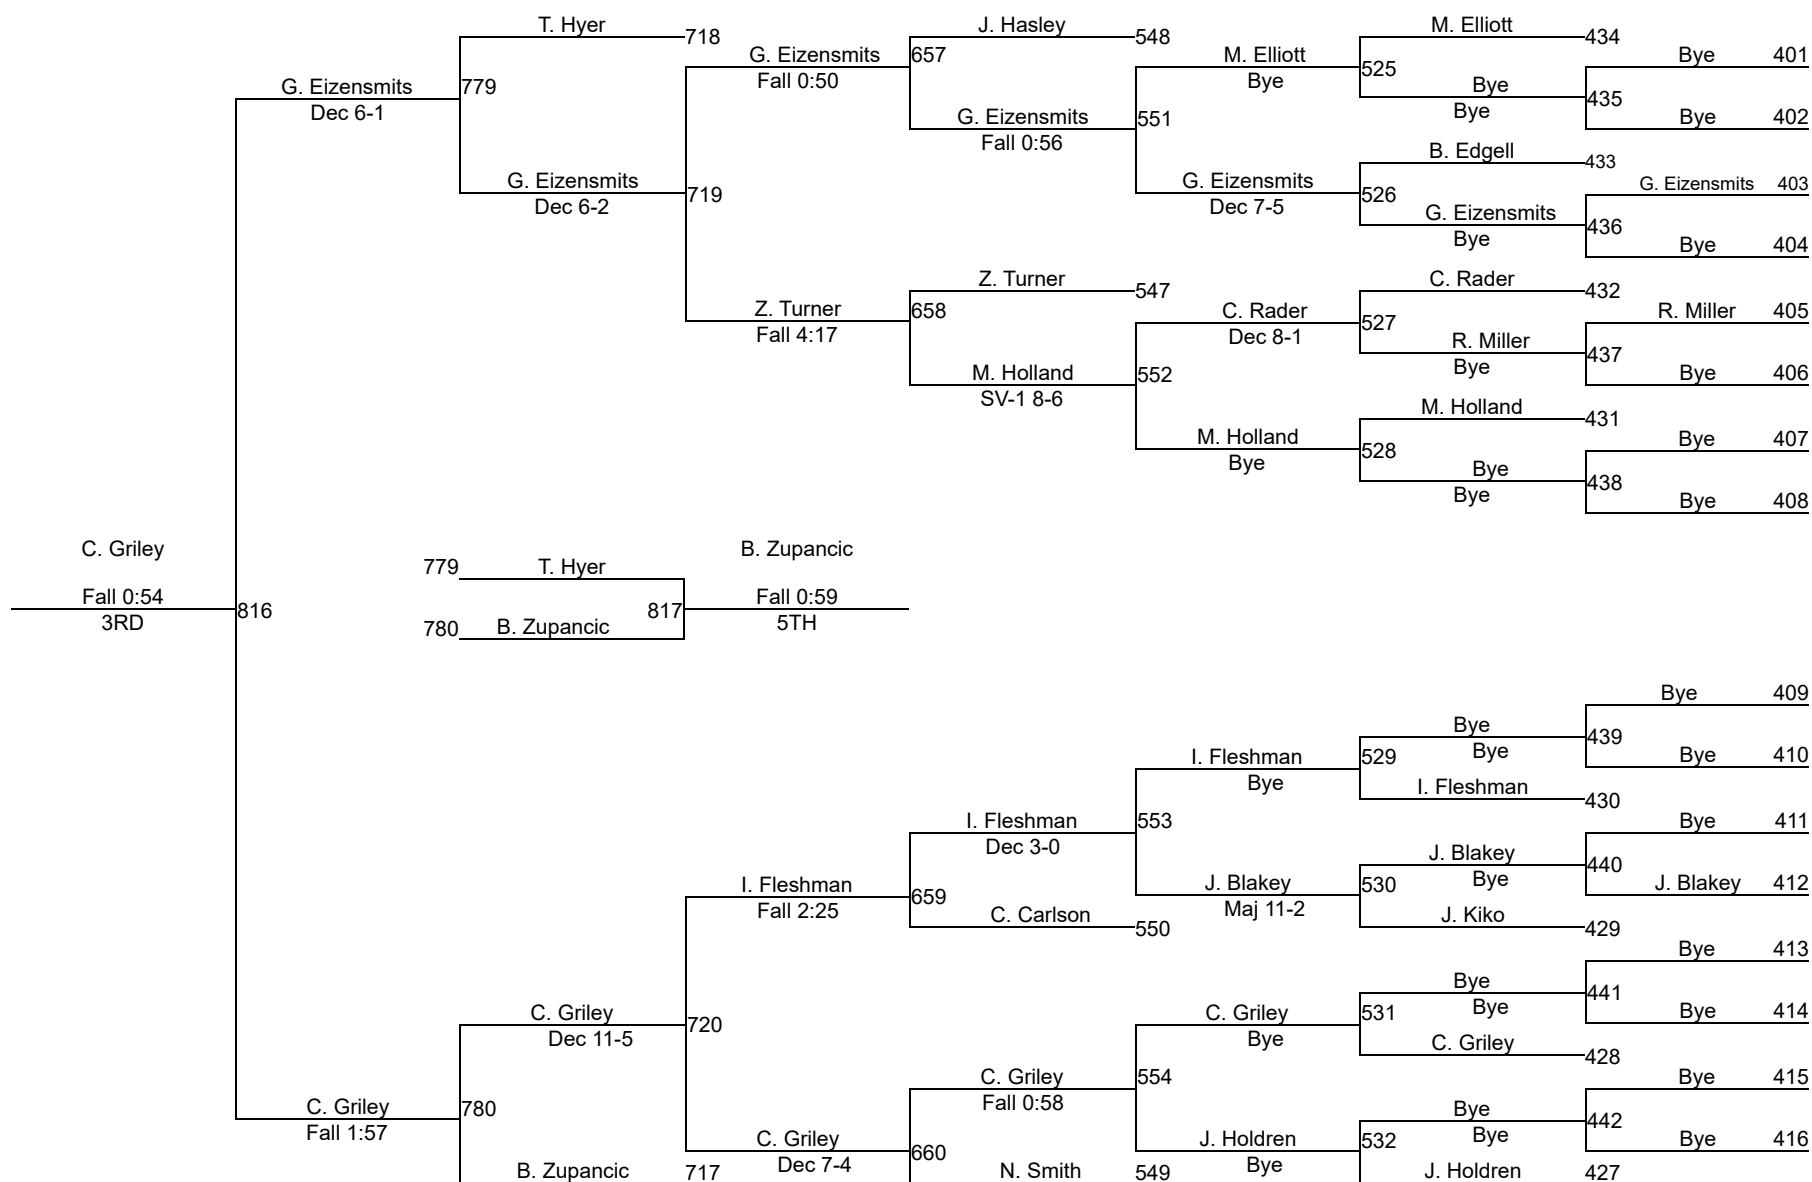 T. Hyer
718
J. Hasley
548
M. Elliott
434
G. Eizensmits
657
Fall 0:50
M. Elliott
525
Bye
Bye
401
G. Eizensmits
779
Dec 6-1
Bye
435
Bye
G. Eizensmits
551
Fall 0:56
Bye
402
B. Edgell
433
G. Eizensmits
719
Dec 6-2
G. Eizensmits
526
Dec 7-5
G. Eizensmits
403
G. Eizensmits
436
Bye
Bye
404
Z. Turner
547
C. Rader
432
Z. Turner
658
Fall 4:17
C. Rader
527
Dec 8-1
R. Miller
405
R. Miller
437
Bye
M. Holland
552
SV-1 8-6
Bye
406
M. Holland
431
M. Holland
528
Bye
Bye
407
Bye
438
Bye
Bye
408
C. Griley
Fall 0:54
816
3RD
779
T. Hyer
B. Zupancic
817
Fall 0:59
5TH
780
B. Zupancic
Bye
409
Bye
439
Bye
Bye
410
I. Fleshman
529
Bye
I. Fleshman
430
I. Fleshman
553
Dec 3-0
Bye
411
J. Blakey
440
Bye
I. Fleshman
659
Fall 2:25
J. Blakey
530
Maj 11-2
J. Blakey
412
C. Carlson
550
J. Kiko
429
Bye
413
Bye
441
Bye
C. Griley
720
Dec 11-5
C. Griley
531
Bye
Bye
414
C. Griley
428
C. Griley
554
Fall 0:58
Bye
415
C. Griley
780
Fall 1:57
Bye
442
Bye
C. Griley
660
Dec 7-4
J. Holdren
532
Bye
Bye
416
B. Zupancic
717
N. Smith
549
J. Holdren
427